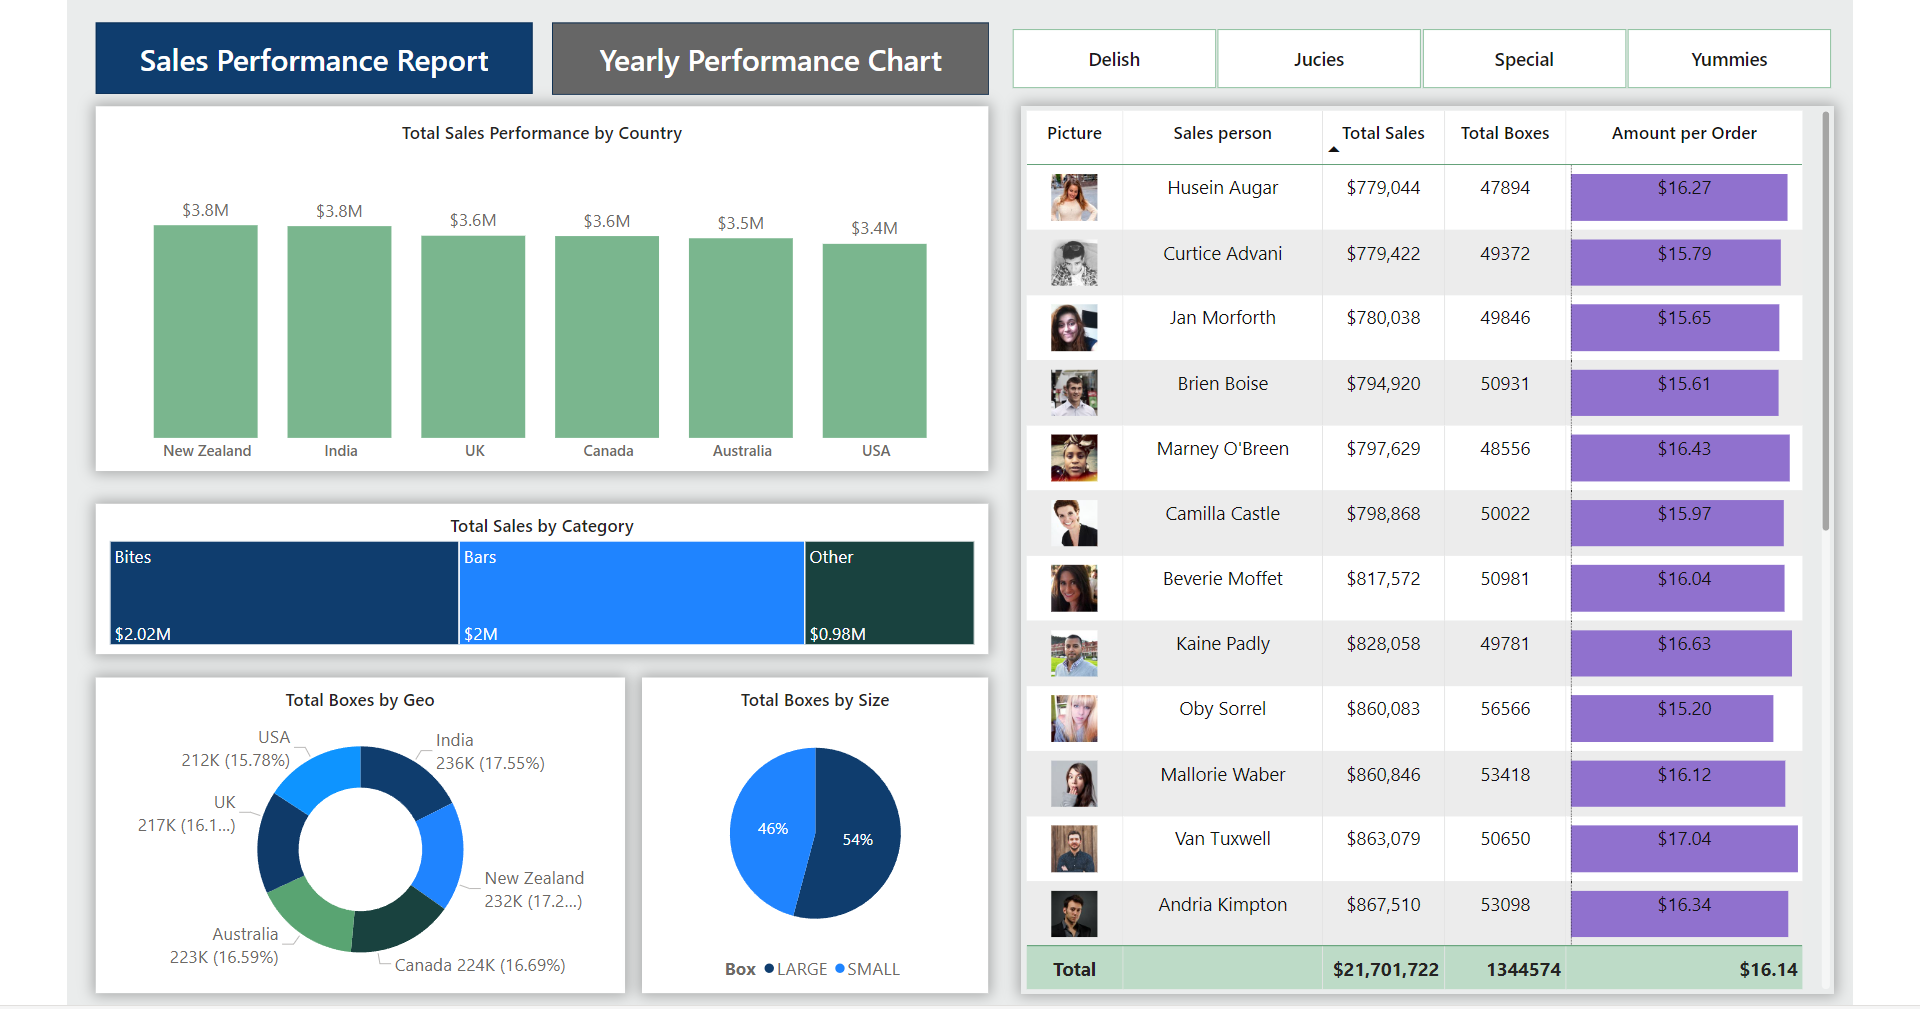 Sales Performance Report
Yearly Performance Chart
Delish
Jucies
Special
Yummies
Total Sales Performance by Country
$3.8M
$3.8M
$3.6M
$3.6M
$3.5M
$3.4M
New Zealand
India
UK
Canada
Australia
USA
Total Sales by Category
Bites
Bars
Other
$2.02M
$2M
$0.98M
Total Boxes by Geo
USA
212K (15.78%)
India
236K (17.55%)
UK
217K (16.1...)
New Zealand
232K (17.2...)
Australia
223K (16.59%)
Canada 224K (16.69%)
Total Boxes by Size
46%
54%
Box LARGE SMALL
Picture Sales person Total Sales Total Boxes Amount per Order
Husein Augar $779,044 47894 $16.27
Curtice Advani $779,422 49372 $15.79
Jan Morforth $780,038 49846 $15.65
Brien Boise $794,920 50931 $15.61
Marney O'Breen $797,629 48556 $16.43
Camilla Castle $798,868 50022 $15.97
Beverie Moffet $817,572 50981 $16.04
Kaine Padly $828,058 49781 $16.63
Oby Sorrel $860,083 56566 $15.20
Mallorie Waber $860,846 53418 $16.12
Van Tuxwell $863,079 50650 $17.04
Andria Kimpton $867,510 53098 $16.34
Total $21,701,722 1344574 $16.14